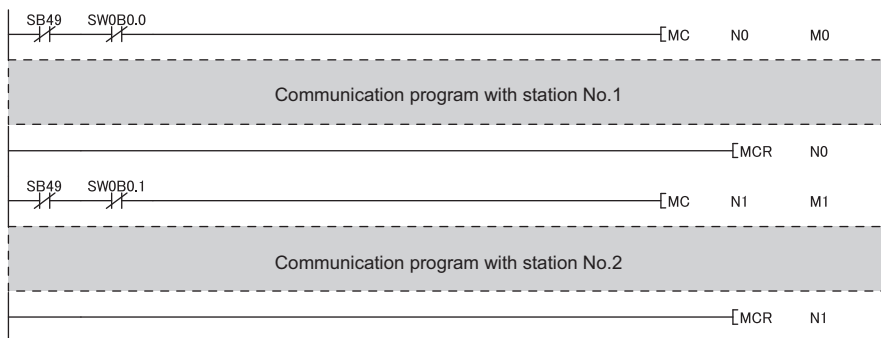 SB49 SW0B0.0
[MC N0 M0
Communication program with station No.1
[MCR N0
SB49 SW0B0.1
[MC N1 M1
Communication program with station No.2
[MCR N1